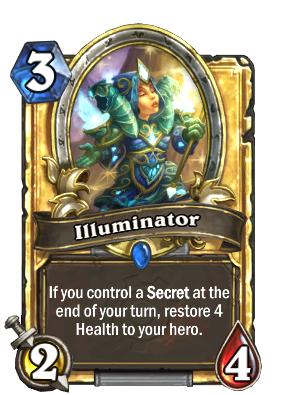 3
Illuminator
If you control a Secret at the
end of your turn, restore 4
Health to your hero.
2
4